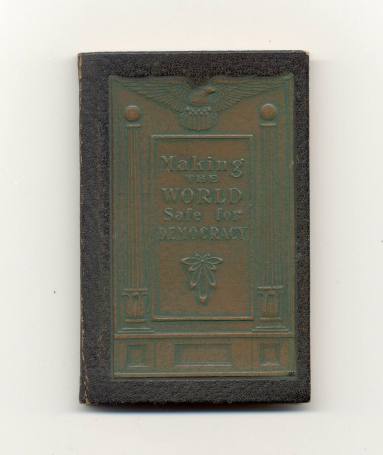 Making
THE
WORLD
Safe for
DEMOCRACY